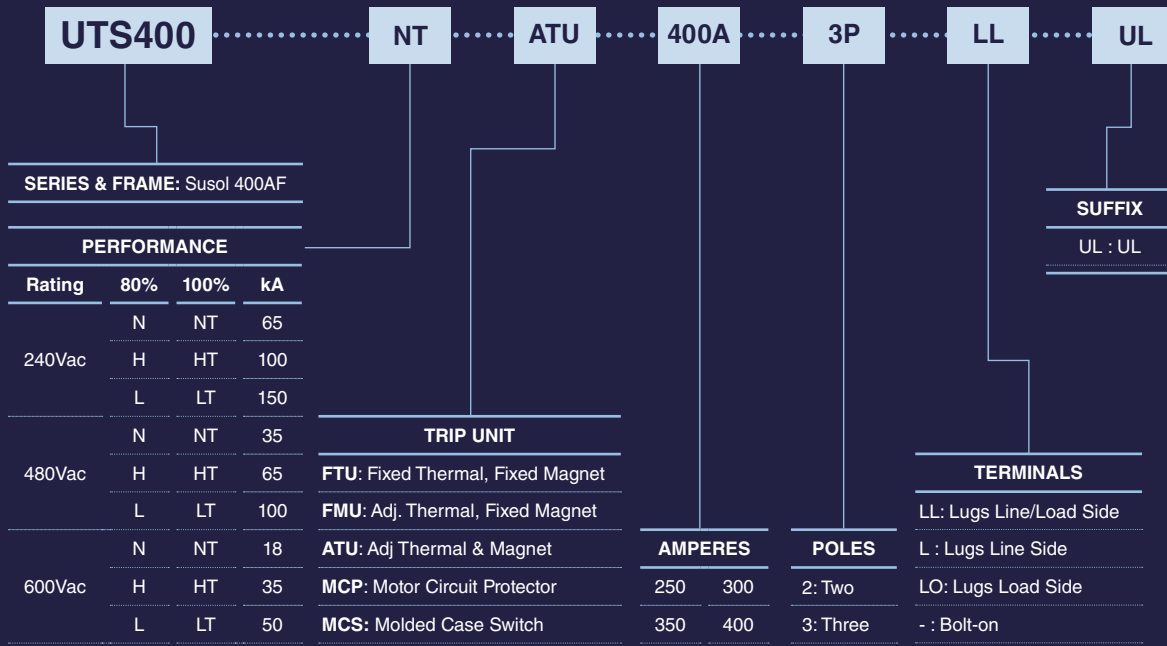 UTS400 NT ATU 400A 3P LL UL
SERIES & FRAME: Susol 400AF
PERFORMANCE
Rating 80% 100% kA
240Vac
N NT 65
H HT 100
L LT 150
480Vac
N NT 35
H HT 65
L LT 100
600Vac
N NT 18
H HT 35
L LT 50
TRIP UNIT
FTU: Fixed Thermal, Fixed Magnet
FMU: Adj. Thermal, Fixed Magnet
ATU: Adj Thermal & Magnet
MCP: Motor Circuit Protector
MCS: Molded Case Switch
AMPERES
250 300
350 400
POLES
2: Two
3: Three
TERMINALS
LL: Lugs Line/Load Side
L : Lugs Line Side
LO: Lugs Load Side
- : Bolt-on
SUFFIX
UL : UL